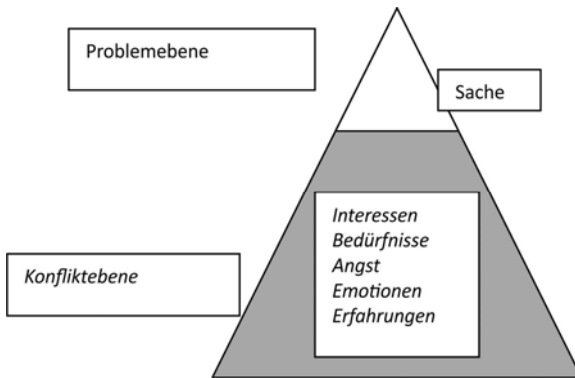 Problemebene
Sache
Interessen
Bedürfnisse
Angst
Emotionen
Erfahrungen
Konfliktebene